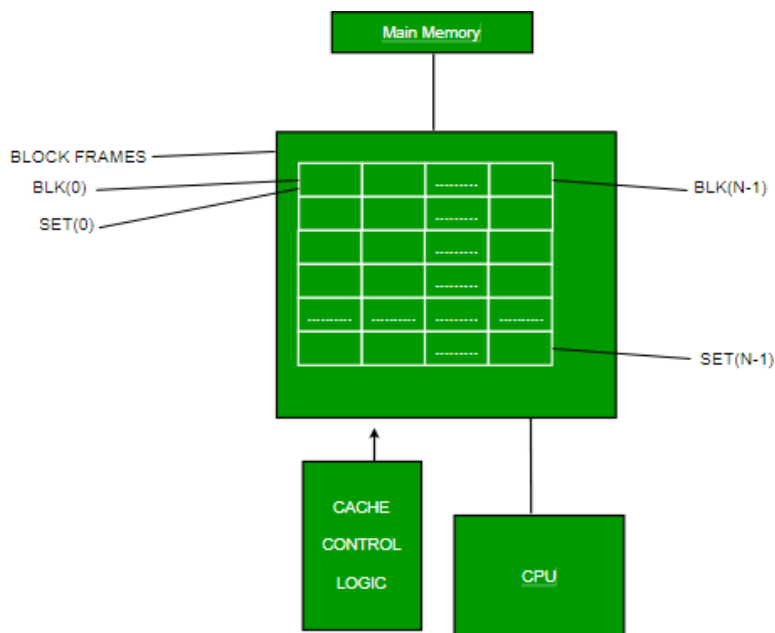 Main Memory
BLOCK FRAMES
BLK(0)
BLK(N-1)
SET(0)
SET(N-1)
CACHE
CONTROL
LOGIC
CPU